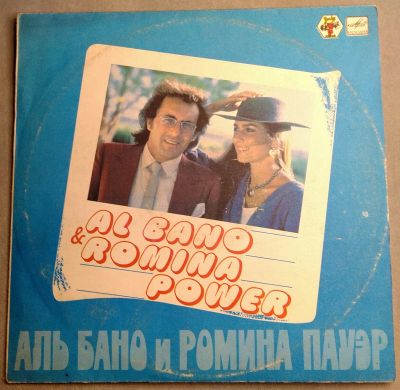 AL BANO
& ROMINA
POWER
АЛЬ БАНО и РОМИНА ПАУЭР